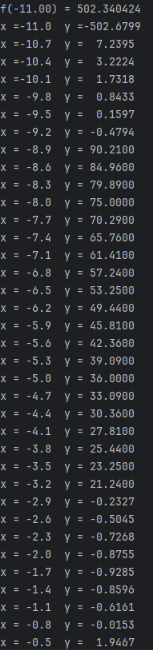 f(-11.00) = 502.340424
x =-11.0  y =-502.6799
x =-10.7  y =  7.2395
x =-10.4  y =  3.2224
x =-10.1  y =  1.7318
x = -9.8  y =  0.8433
x = -9.5  y =  0.1597
x = -9.2  y = -0.4794
x = -8.9  y = 90.2100
x = -8.6  y = 84.9600
x = -8.3  y = 79.8900
x = -8.0  y = 75.0000
x = -7.7  y = 70.2900
x = -7.4  y = 65.7600
x = -7.1  y = 61.4100
x = -6.8  y = 57.2400
x = -6.5  y = 53.2500
x = -6.2  y = 49.4400
x = -5.9  y = 45.8100
x = -5.6  y = 42.3600
x = -5.3  y = 39.0900
x = -5.0  y = 36.0000
x = -4.7  y = 33.0900
x = -4.4  y = 30.3600
x = -4.1  y = 27.8100
x = -3.8  y = 25.4400
x = -3.5  y = 23.2500
x = -3.2  y = 21.2400
x = -2.9  y = -0.2327
x = -2.6  y = -0.5045
x = -2.3  y = -0.7268
x = -2.0  y = -0.8755
x = -1.7  y = -0.9285
x = -1.4  y = -0.8596
x = -1.1  y = -0.6161
x = -0.8  y = -0.0153
x = -0.5  y =  1.9467